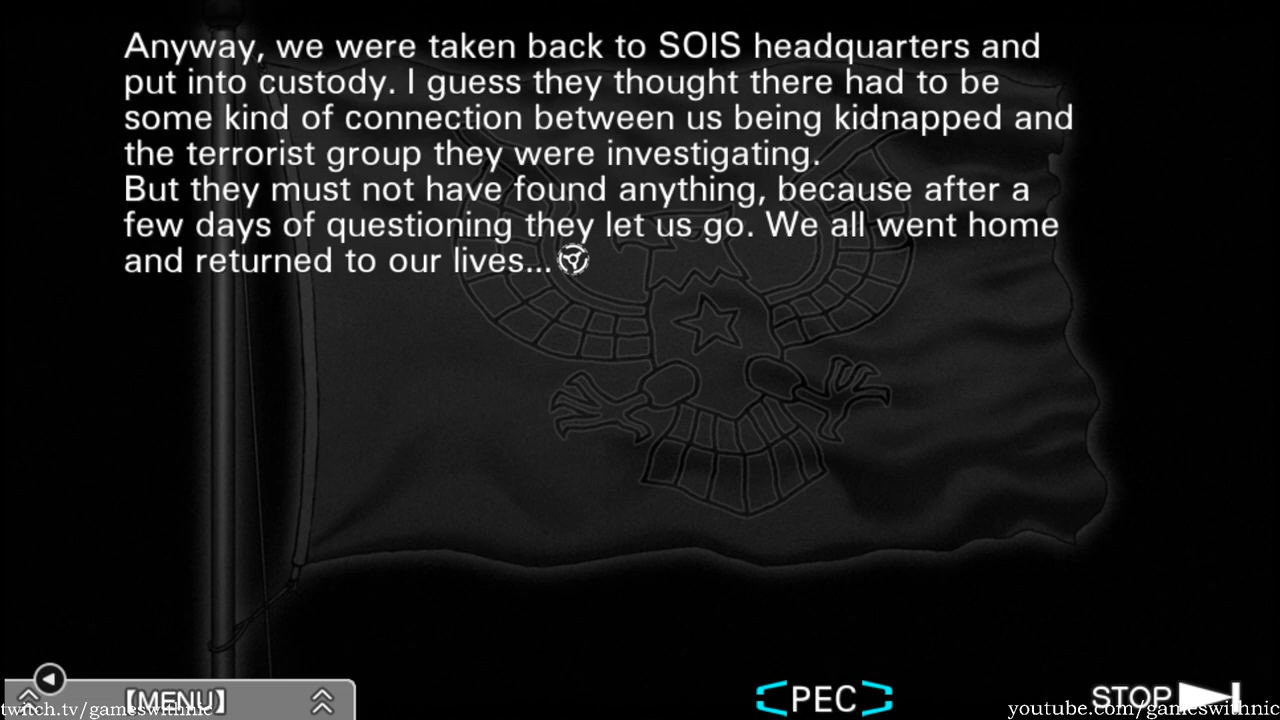 Anyway, we were taken back to SOIS headquarters and
put into custody. I guess they thought there had to be
some kind of connection between us being kidnapped and
the terrorist group they were investigating.
But they must not have found anything, because after a
few days of questioning they let us go. We all went home
and returned to our lives...
【MENU】
PEC
STOP
twitch.tv/gameswithnic
youtube.com/gameswithnic